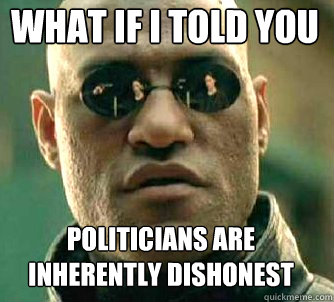 WHAT IF I TOLD YOU
POLITICIANS ARE
INHERENTLY DISHONEST
quickmeme.com